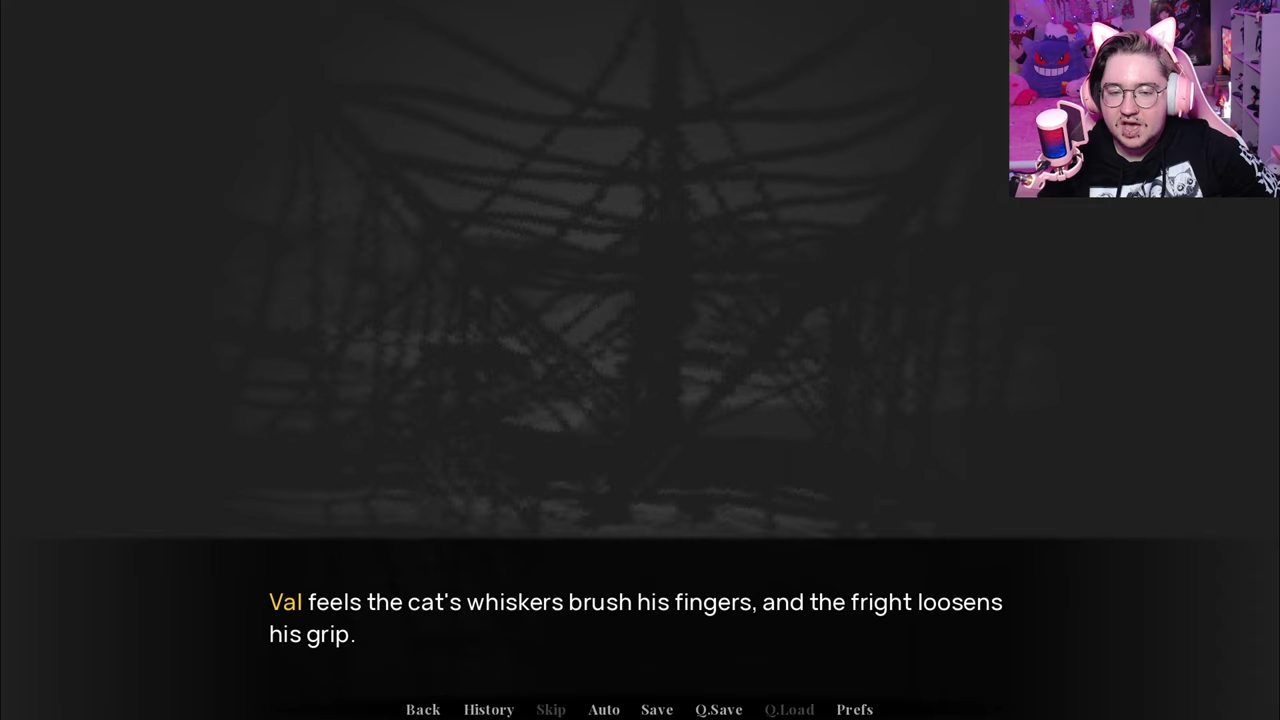 Val feels the cat's whiskers brush his fingers, and the fright loosens
his grip.
Back History Skip Auto Save Q.Save Q.Load Prefs